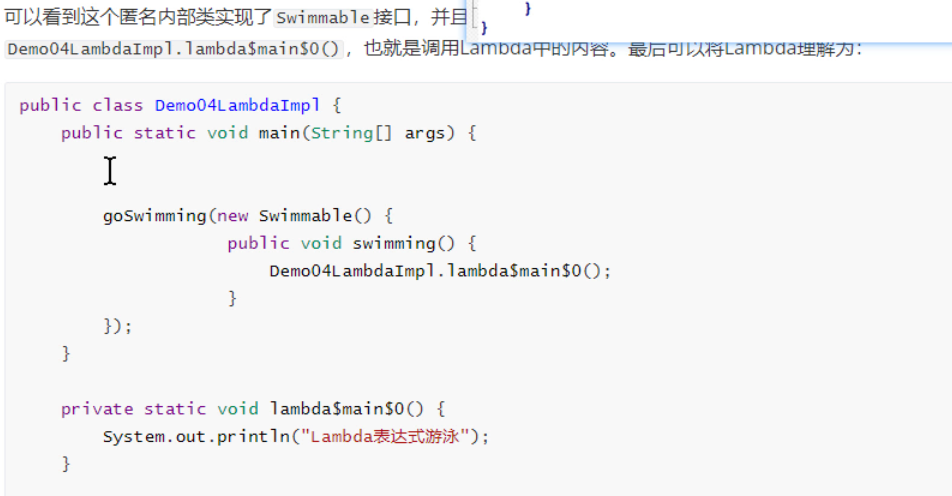 可以看到这个匿名内部类实现了Swimmable接口，并且
}
}
Demo04LambdaImpl.lambda$main$0()，也就是调用Lambda中的内容。最后可以将Lambda理解为：
public class Demo04LambdaImpl {
    public static void main(String[] args) {
        goSwimming(new Swimmable() {
                    public void swimming() {
                        Demo04LambdaImpl.lambda$main$0();
                    }
        });
    }
    private static void lambda$main$0() {
        System.out.println("Lambda表达式游泳");
    }